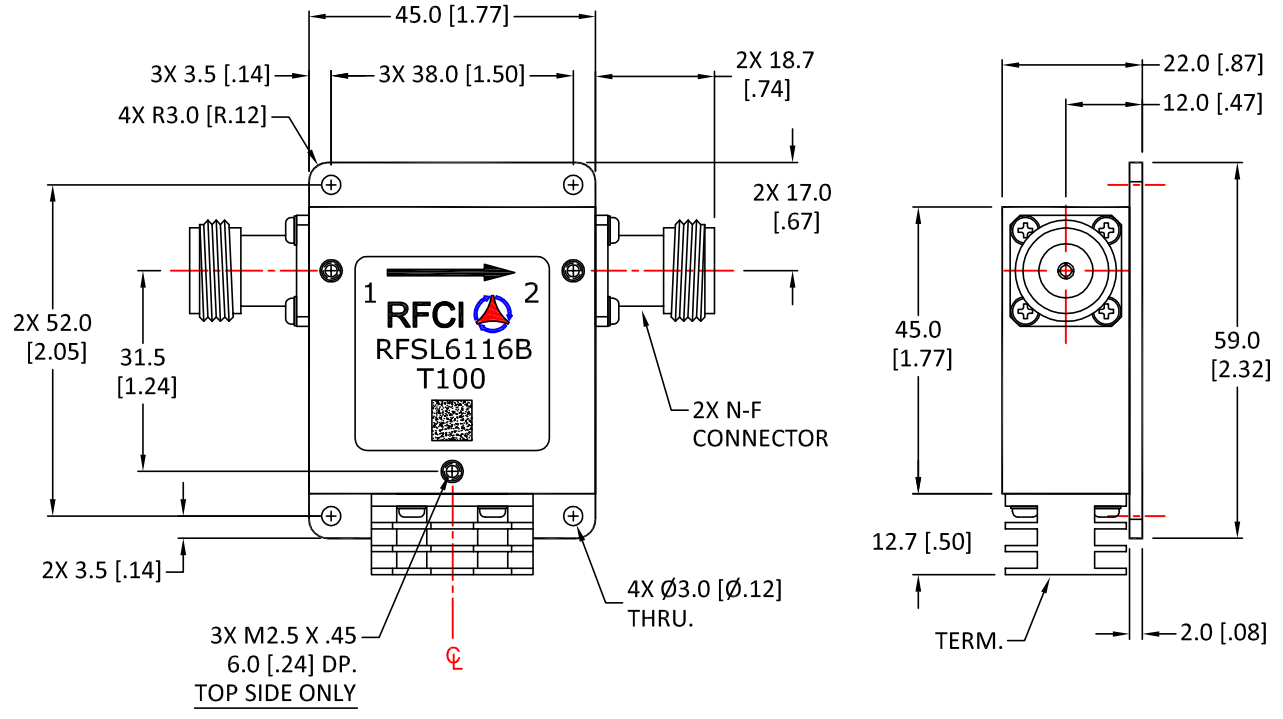 45.0 [1.77]
3X 3.5 [.14]
3X 38.0 [1.50]
2X 18.7
[.74]
4X R3.0 [R.12]
2X 17.0
[.67]
2X 52.0
[2.05]
31.5
[1.24]
1
2
RFCI
RFSL6116B
T100
2X N-F
CONNECTOR
2X 3.5 [.14]
4X Ø3.0 [Ø.12]
THRU.
3X M2.5 X .45
6.0 [.24] DP.
TOP SIDE ONLY
℄
22.0 [.87]
12.0 [.47]
45.0
[1.77]
59.0
[2.32]
12.7 [.50]
TERM.
2.0 [.08]